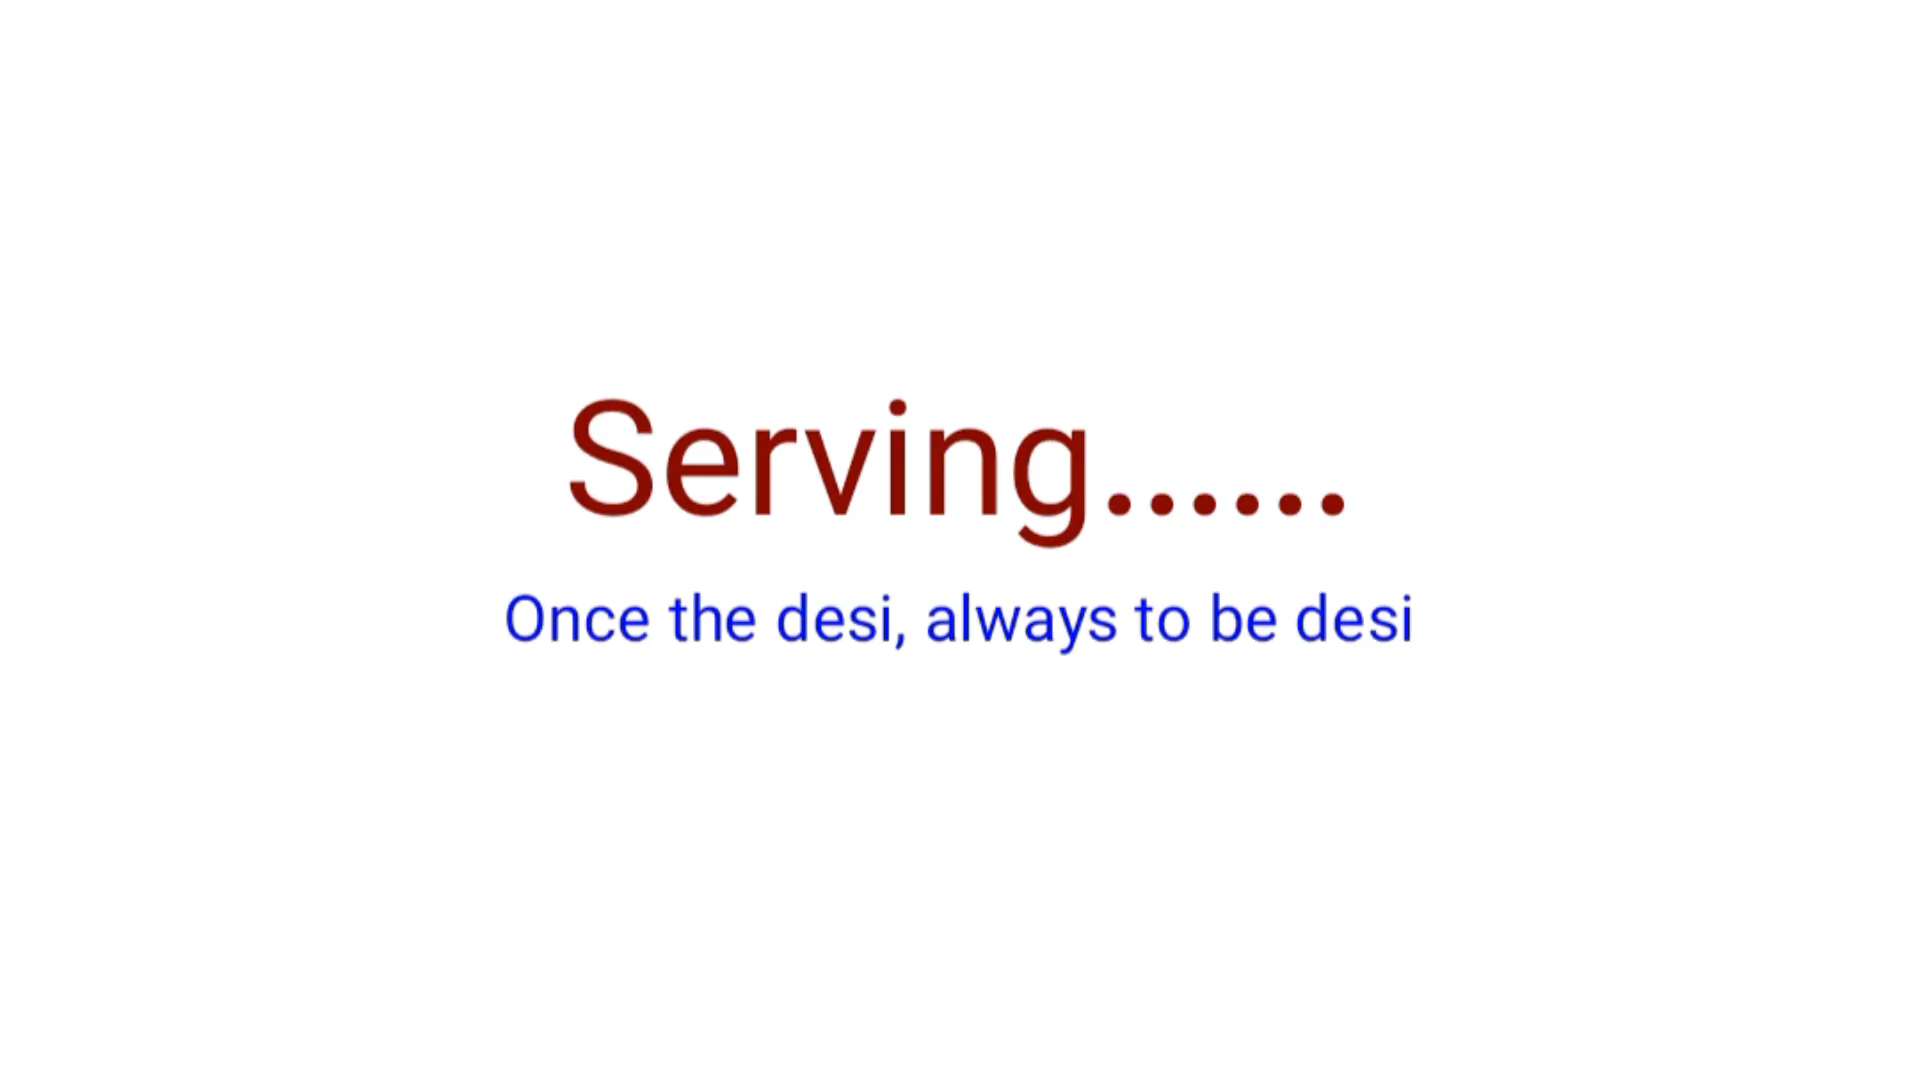 Serving......
Once the desi, always to be desi